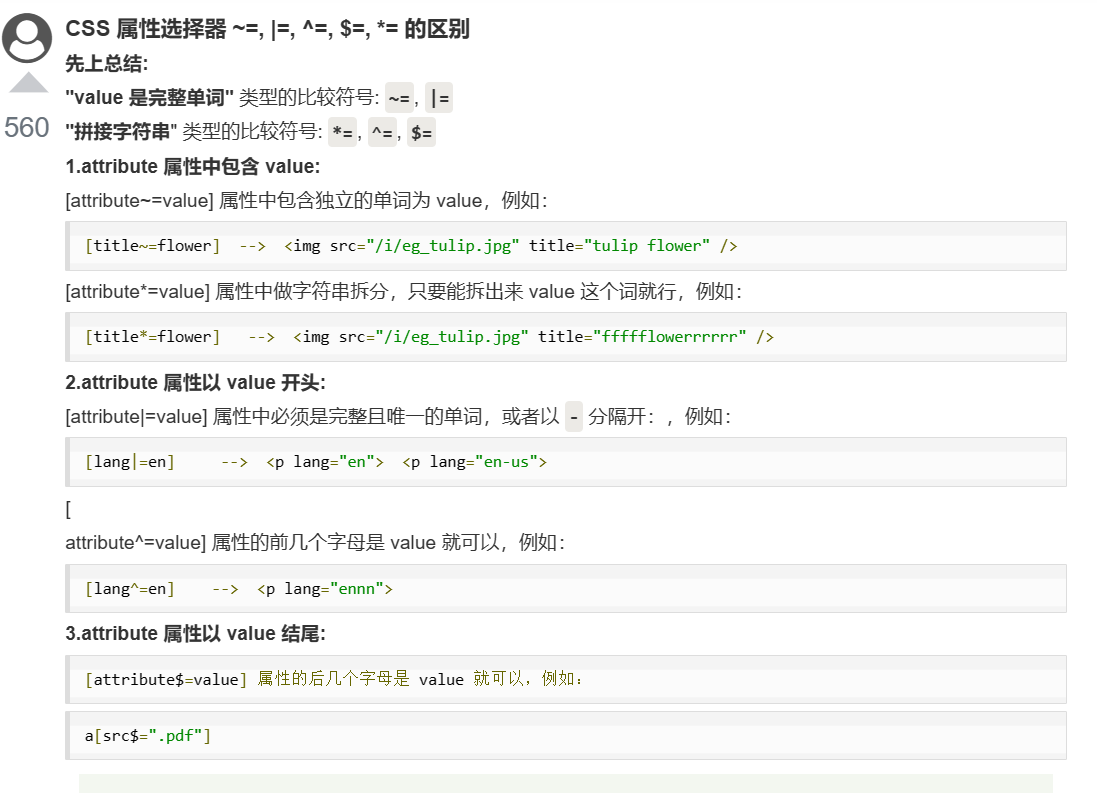 CSS 属性选择器 ~=, |=, ^=, $=, *= 的区别
先上总结:
"value 是完整单词" 类型的比较符号: ~=, |=
560
"拼接字符串" 类型的比较符号: *=, ^=, $=
1.attribute 属性中包含 value:
[attribute~=value] 属性中包含独立的单词为 value，例如：
[title~=flower]  -->  <img src="/i/eg_tulip.jpg" title="tulip flower" />
[attribute*=value] 属性中做字符串拆分，只要能拆出来 value 这个词就行，例如：
[title*=flower]   -->  <img src="/i/eg_tulip.jpg" title="ffffflowerrrrrr" />
2.attribute 属性以 value 开头:
[attribute|=value] 属性中必须是完整且唯一的单词，或者以 - 分隔开：，例如：
[lang|=en]     -->  <p lang="en">  <p lang="en-us">
[
attribute^=value] 属性的前几个字母是 value 就可以，例如：
[lang^=en]    -->  <p lang="ennn">
3.attribute 属性以 value 结尾:
[attribute$=value] 属性的后几个字母是 value 就可以，例如：
a[src$=".pdf"]